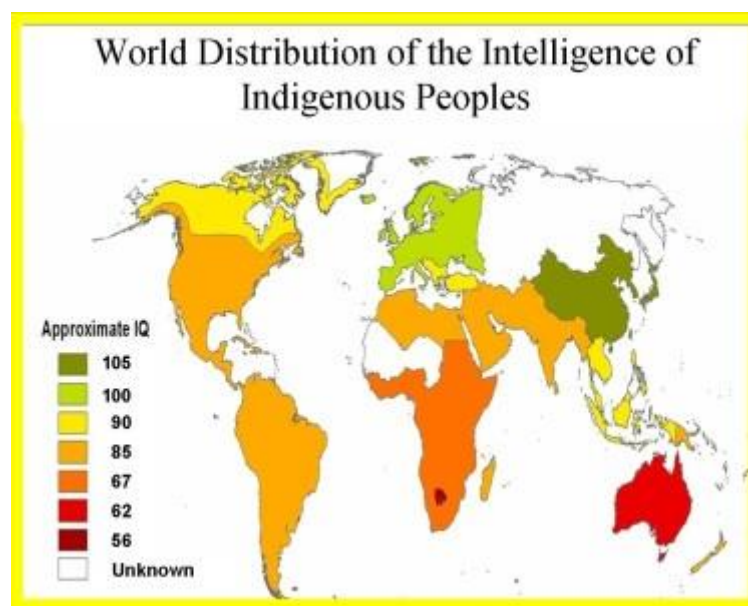 World Distribution of the Intelligence of
Indigenous Peoples
Approximate IQ
105
100
90
85
67
62
56
Unknown